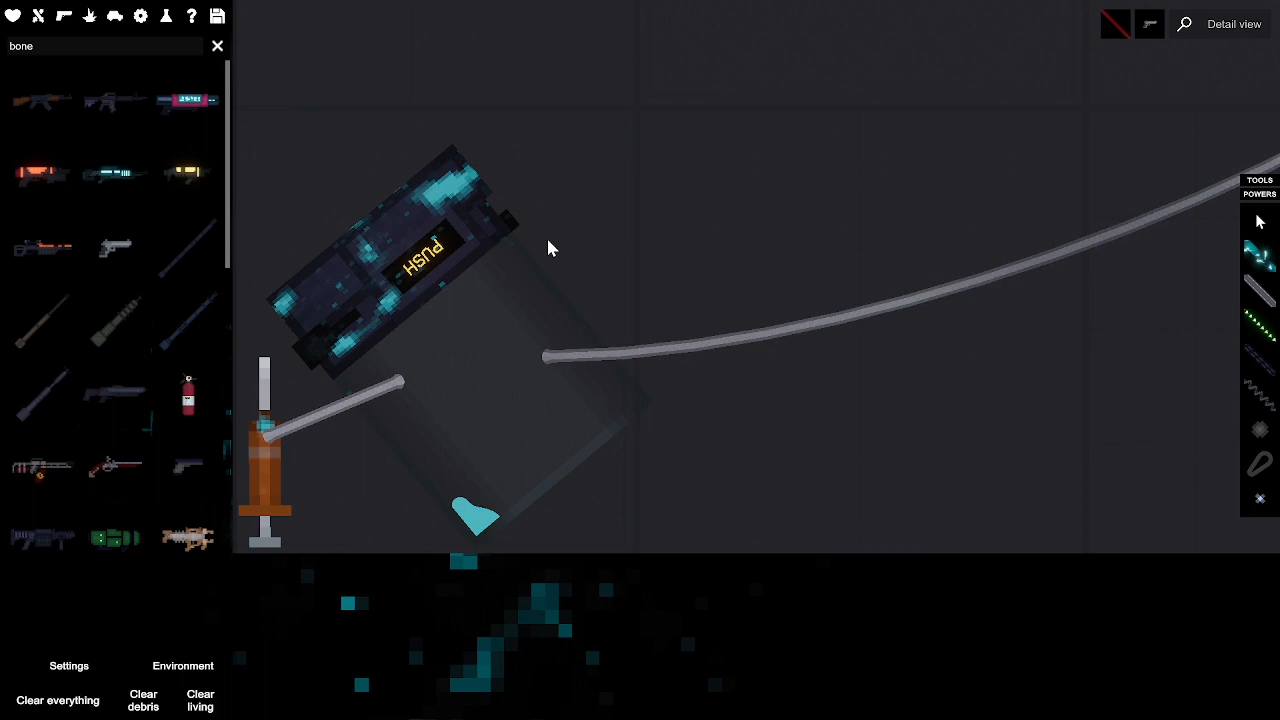 bone
Detail view
TOOLS
POWERS
PUSH
Settings
Environment
Clear everything
Clear
debris
Clear
living